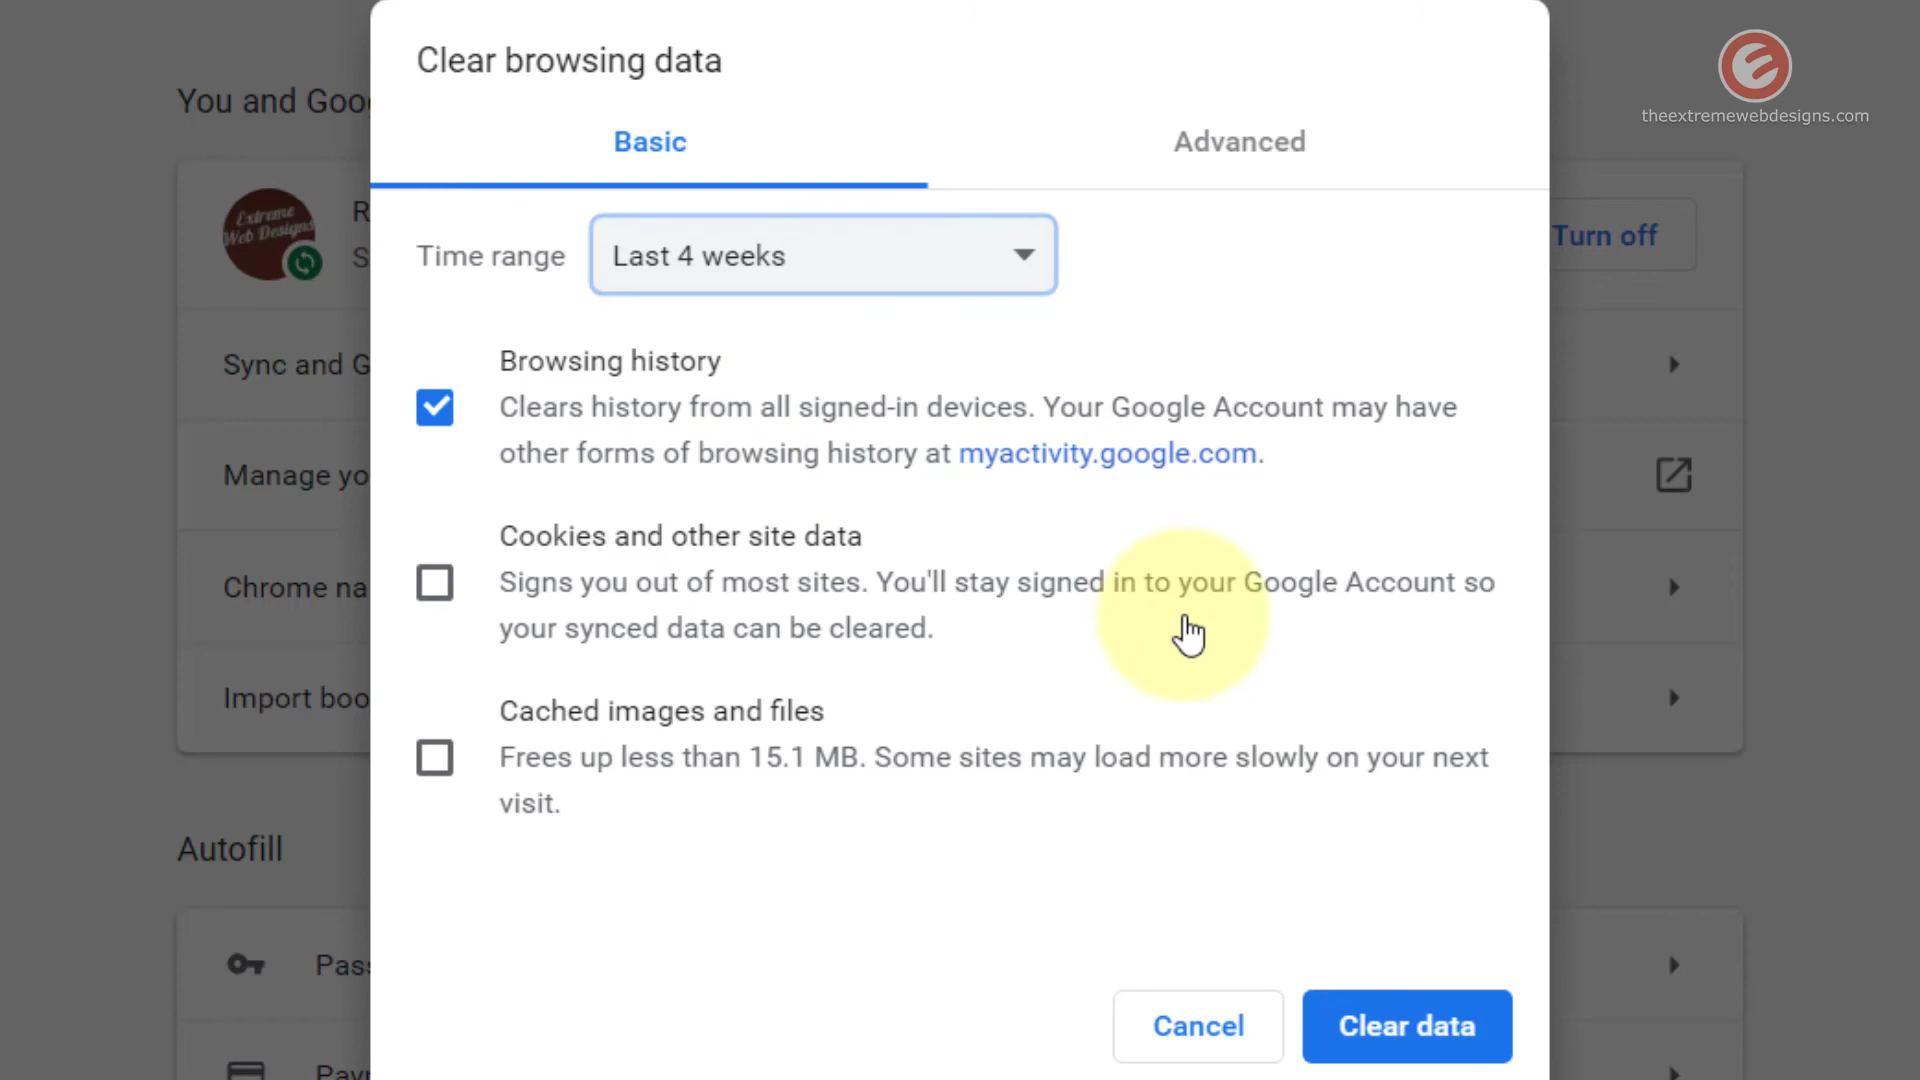 Clear browsing data
theextremewebdesigns.com
You and Goo
Basic
Advanced
Extreme
Web Designs
R
S
Turn off
Time range
Last 4 weeks
Sync and G
Browsing history
Clears history from all signed-in devices. Your Google Account may have
other forms of browsing history at myactivity.google.com.
Manage yo
Cookies and other site data
Signs you out of most sites. You'll stay signed in to your Google Account so
your synced data can be cleared.
Chrome na
Import boo
Cached images and files
Frees up less than 15.1 MB. Some sites may load more slowly on your next
visit.
Autofill
Pass
Cancel
Clear data
Payr